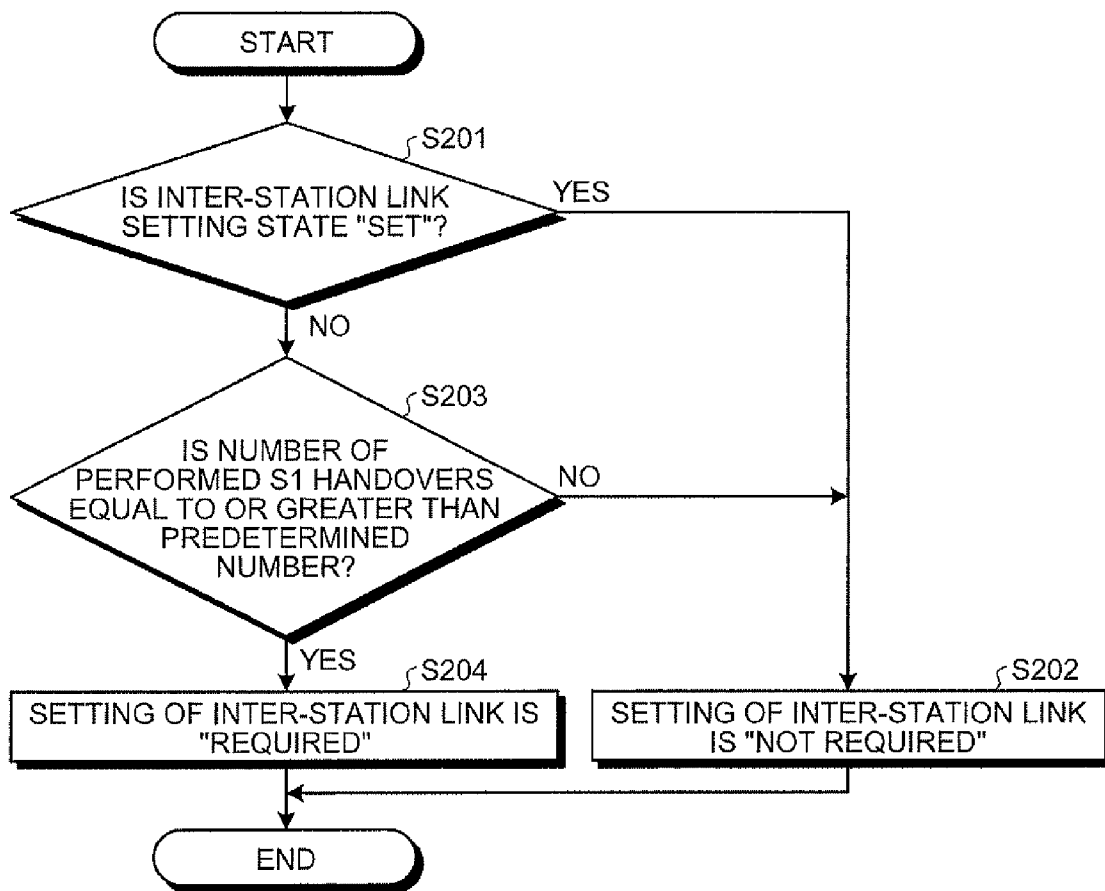 START
S201
IS INTER-STATION LINK
SETTING STATE "SET"?
YES
NO
S203
IS NUMBER OF
PERFORMED S1 HANDOVERS
EQUAL TO OR GREATER THAN
PREDETERMINED
NUMBER?
NO
YES
S204
SETTING OF INTER-STATION LINK IS
"REQUIRED"
S202
SETTING OF INTER-STATION LINK
IS "NOT REQUIRED"
END